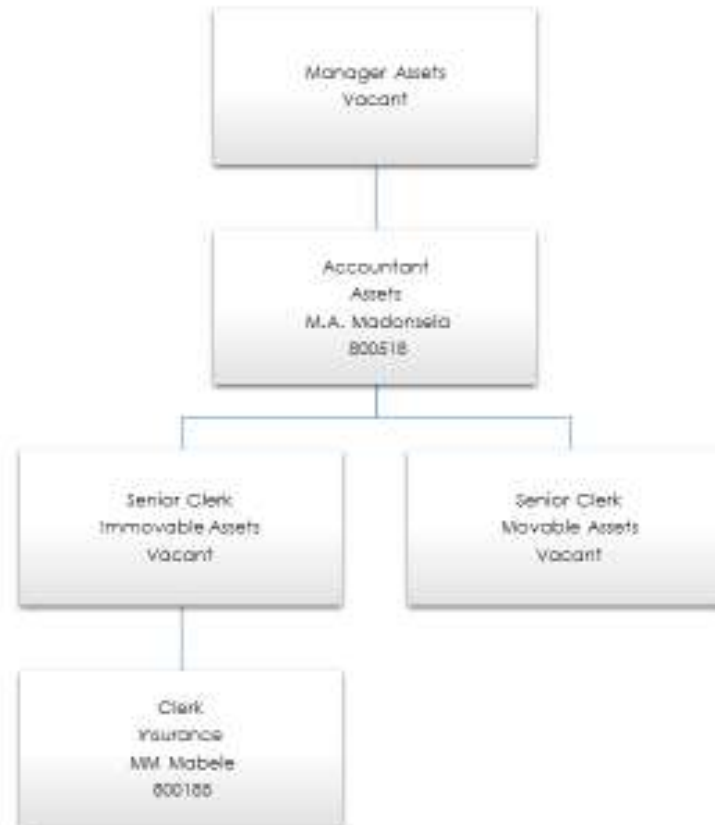 Manager Assets
Vacant
Accountant
Assets
M.A. Madonsela
800518
Senior Clerk
Immovable Assets
Vacant
Senior Clerk
Movable Assets
Vacant
Clerk
Insurance
MM Mabele